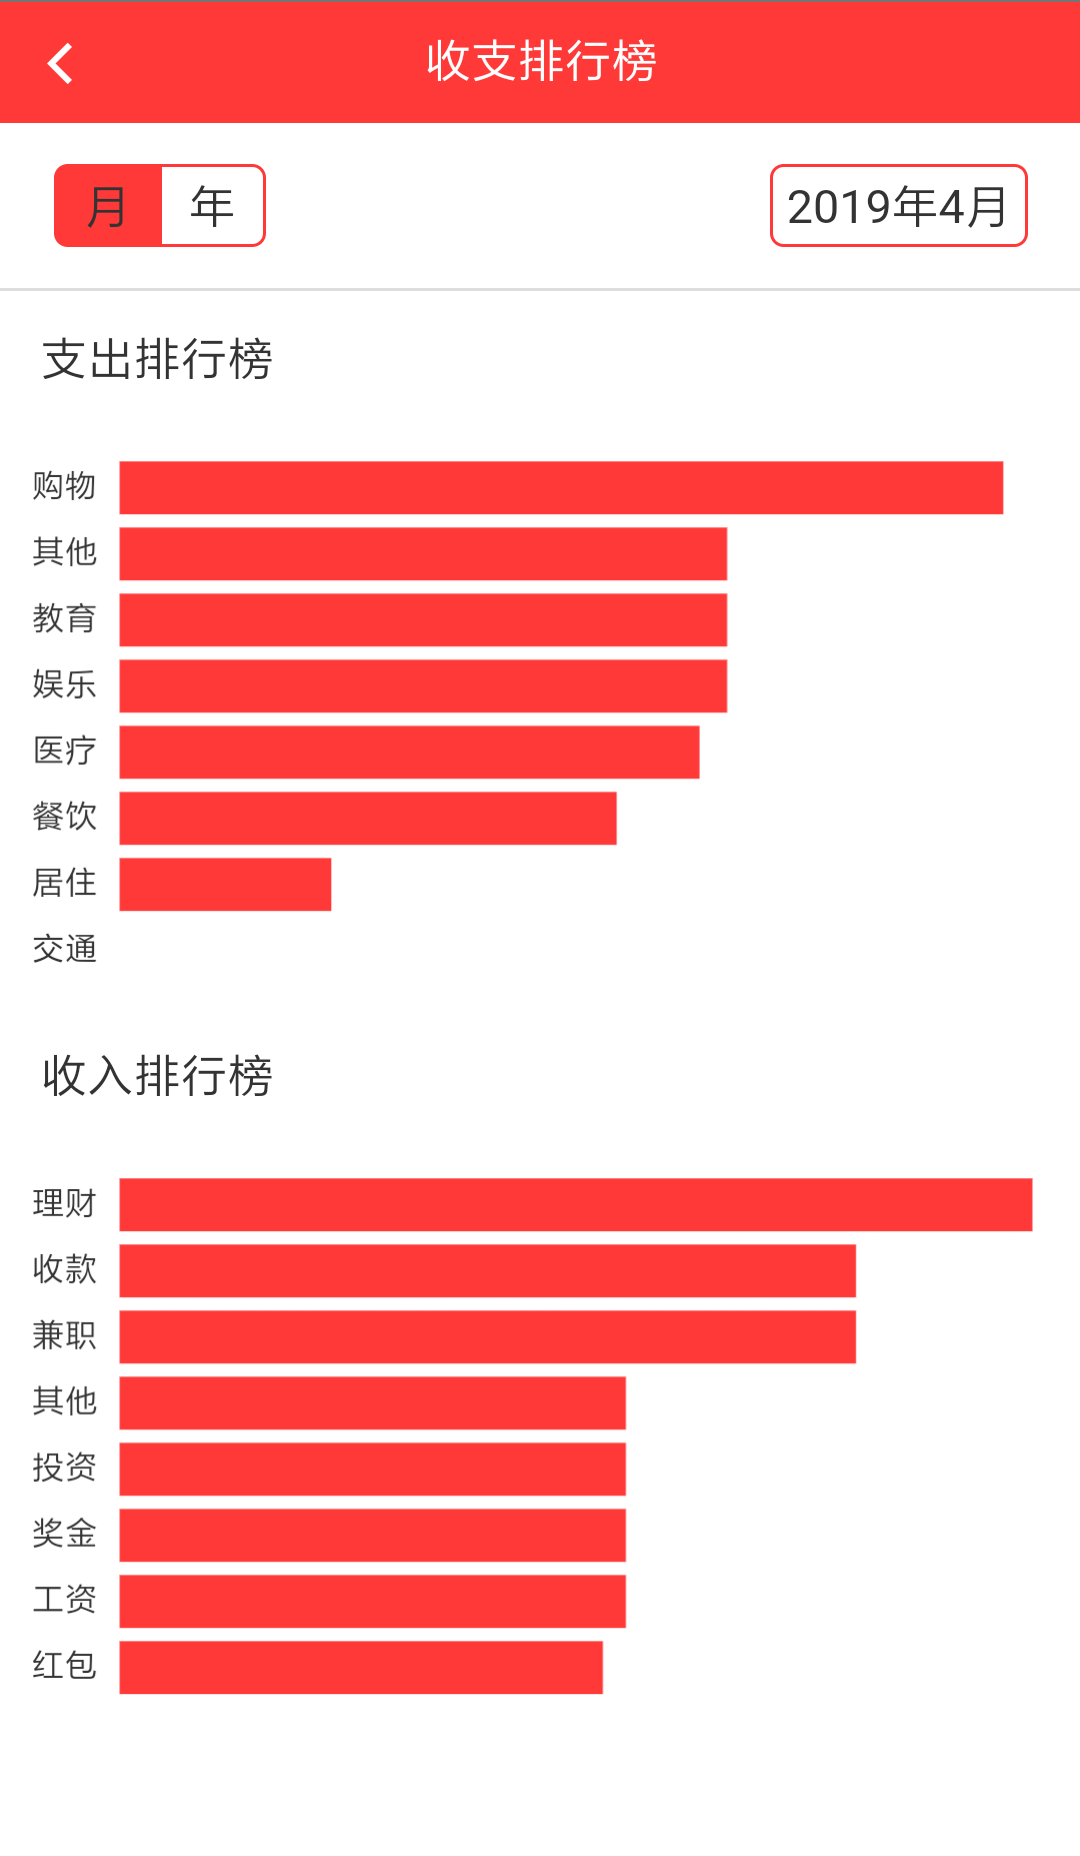 收支排行榜
月 年 2019年4月
支出排行榜
购物
其他
教育
娱乐
医疗
餐饮
居住
交通
收入排行榜
理财
收款
兼职
其他
投资
奖金
工资
红包